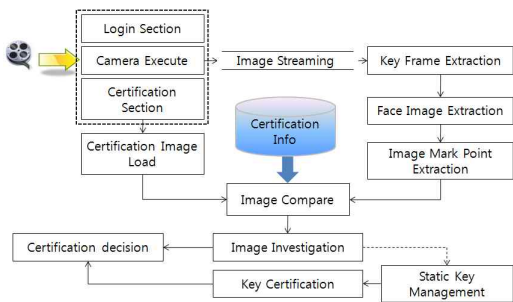 Login Section
Camera Execute
Image Streaming
Key Frame Extraction
Certification
Section
Certification
Info
Face Image Extraction
Certification Image
Load
Image Mark Point
Extraction
Image Compare
Certification decision
Image Investigation
Key Certification
Static Key
Management